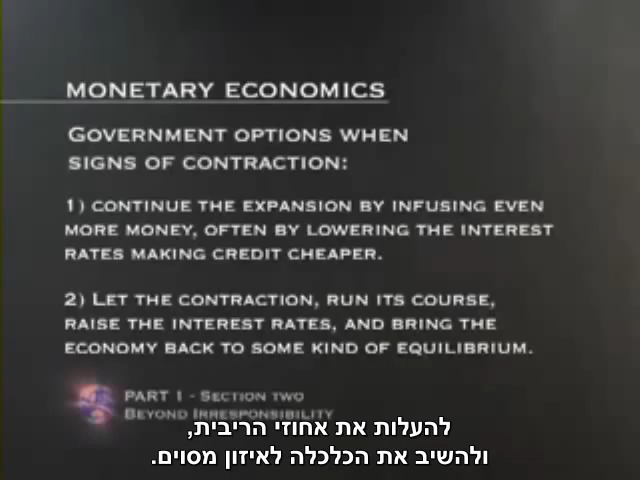 MONETARY ECONOMICS
GOVERNMENT OPTIONS WHEN
SIGNS OF CONTRACTION:
1) CONTINUE THE EXPANSION BY INFUSING EVEN
MORE MONEY, OFTEN BY LOWERING THE INTEREST
RATES MAKING CREDIT CHEAPER.
2) LET THE CONTRACTION, RUN ITS COURSE,
RAISE THE INTEREST RATES, AND BRING THE
ECONOMY BACK TO SOME KIND OF EQUILIBRIUM.
PART 1 - SECTION TWO
BEYOND IRRESPONSIBILITY
להעלות את אחוזי הריבית,
ולהשיב את הכלכלה לאיזון מסוים.